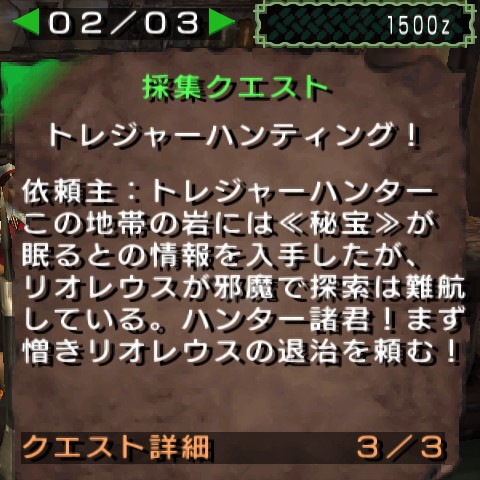 02/03
1500z
採集クエスト
トレジャーハンティング！
依頼主：トレジャーハンター
この地帯の岩には≪秘宝≫が
眠るとの情報を入手したが、
リオレウスが邪魔で探索は難航
している。ハンター諸君！まず
憎きリオレウスの退治を頼む！
クエスト詳細 3／3